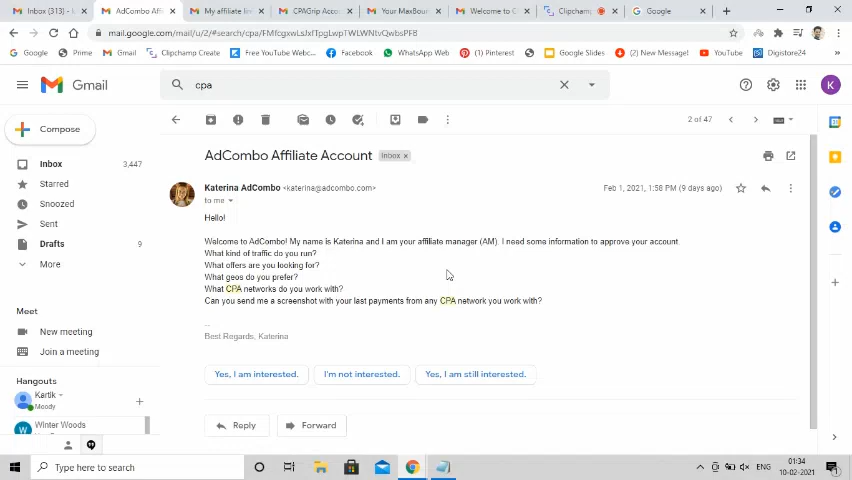 Inbox (313) -
AdCombo Affiliate
My affiliate lin
CPAGrip Acco
Your MaxBoun
Welcome to C
Clipchamp
Google
mail.google.com/mail/u/2/#search/cpa/FMfcgxwLsJxfTpgLwpTWLWNtvQwbsPFB
Google
Prime
Gmail
Clipchamp Create
Free YouTube Webc...
Facebook
WhatsApp Web
(1) Pinterest
Google Slides
(2) New Message!
YouTube
Digistore24
Gmail
cpa
K
Compose
2 of 47
Inbox 3,447
Starred
Snoozed
Sent
Drafts 9
More
Meet
New meeting
Join a meeting
Hangouts
Kartik
Moody
Winter Woods
AdCombo Affiliate Account Inbox x
Katerina AdCombo <katerina@adcombo.com>
Feb 1, 2021, 1:58 PM (9 days ago)
to me
Hello!
Welcome to AdCombo! My name is Katerina and I am your affiliate manager (AM). I need some information to approve your account.
What kind of traffic do you run?
What offers are you looking for?
What geos do you prefer?
What CPA networks do you work with?
Can you send me a screenshot with your last payments from any CPA network you work with?
--
Best Regards, Katerina
Yes, I am interested.
I'm not interested.
Yes, I am still interested.
Reply
Forward
Type here to search
ENG
01:34
10-02-2021